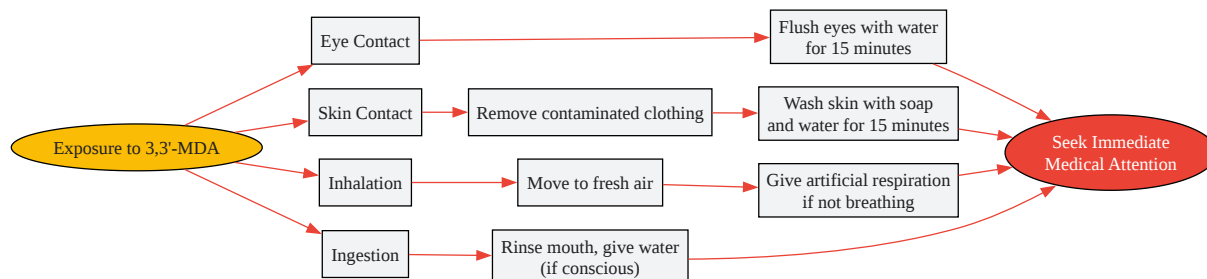 Exposure to 3,3'-MDA
Eye Contact
Flush eyes with water
for 15 minutes
Skin Contact
Remove contaminated clothing
Wash skin with soap
and water for 15 minutes
Inhalation
Move to fresh air
Give artificial respiration
if not breathing
Ingestion
Rinse mouth, give water
(if conscious)
Seek Immediate
Medical Attention